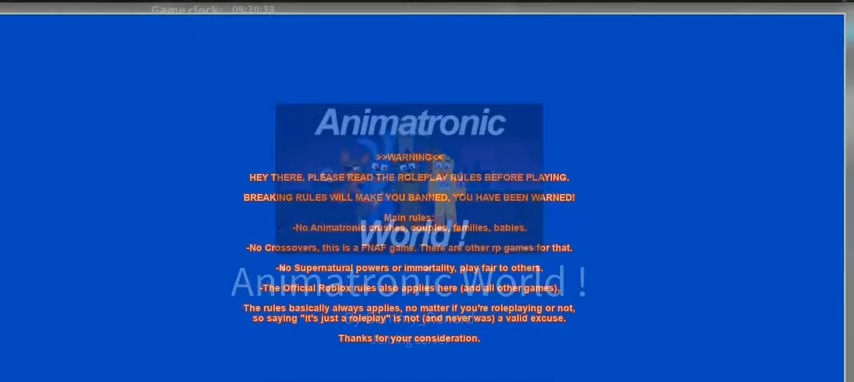 Game clock: 09:30:38
Animatronic
>>WARNING<<
HEY THERE. PLEASE READ THE ROLEPLAY RULES BEFORE PLAYING.
BREAKING RULES WILL MAKE YOU BANNED, YOU HAVE BEEN WARNED!
Main rules:
-No Animatronic crushes, couples, families, babies.
World !
-No Crossovers, this is a FNAF game. There are other rp games for that.
-No Supernatural powers or immortality, play fair to others.
Animatronic World !
-The Official Roblox rules also applies here (and all other games).
The rules basically always applies, no matter if you're roleplaying or not,
so saying "it's just a roleplay" is not (and never was) a valid excuse.
Thanks for your consideration.